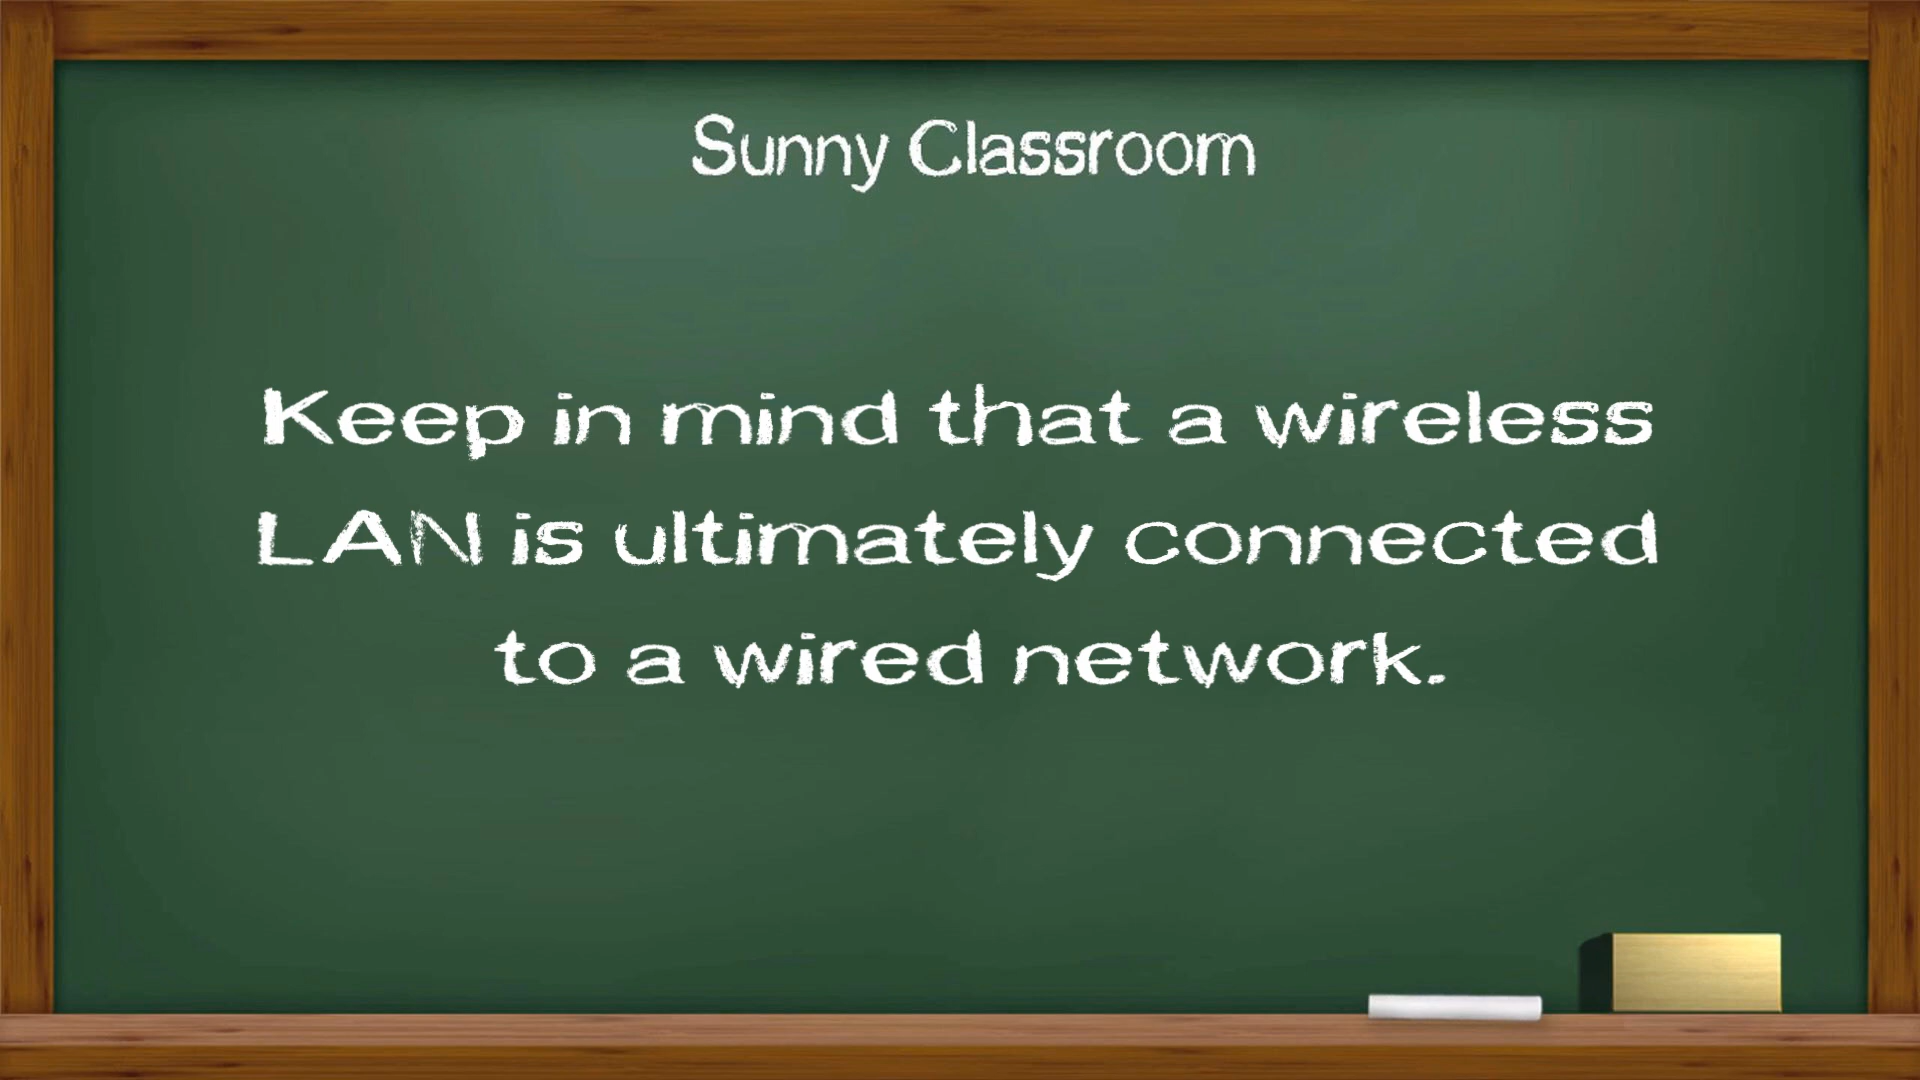 Sunny Classroom
Keep in mind that a wireless
LAN is ultimately connected
to a wired network.